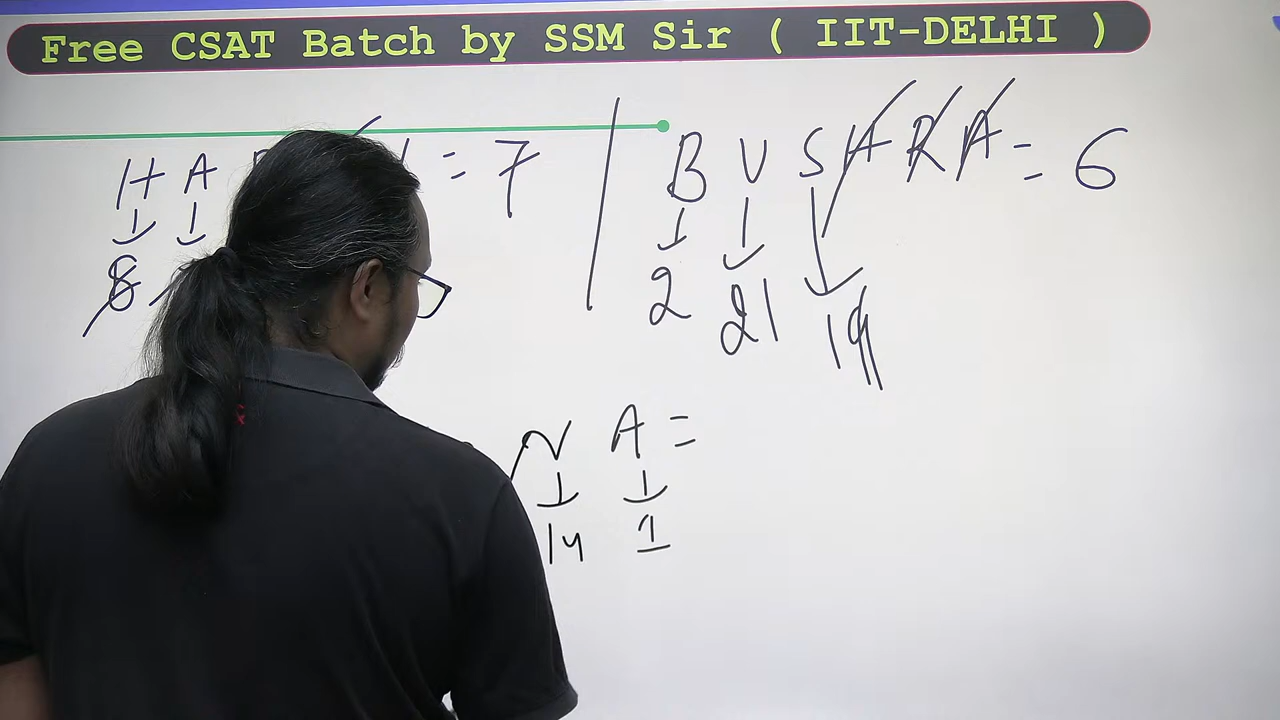 Free CSAT Batch by SSM Sir ( IIT-DELHI )
H A = 7
B U S A R A = 6
8
2 21 19
N A =
14 1